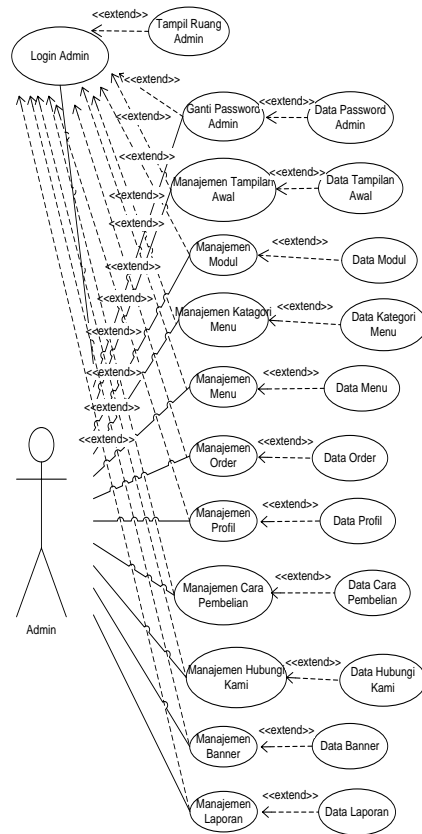 <<extend>>
Tampil Ruang
Admin
Login Admin
<<extend>>
<<extend>>
Ganti Password
Admin
<<extend>>
Data Password
Admin
<<extend>>
<<extend>>
Manajemen Tampilan
Awal
<<extend>>
Data Tampilan
Awal
<<extend>>
<<extend>>
Manajemen
Modul
<<extend>>
Data Modul
<<extend>>
Manajemen Katagori
Menu
<<extend>>
Data Kategori
Menu
<<extend>>
<<extend>>
Manajemen
Menu
<<extend>>
Data Menu
<<extend>>
<<extend>>
Manajemen
Order
<<extend>>
Data Order
Manajemen
Profil
<<extend>>
Data Profil
Manajemen Cara
Pembelian
<<extend>>
Data Cara
Pembelian
Admin
Manajemen Hubungi
Kami
<<extend>>
Data Hubungi
Kami
Manajemen
Banner
<<extend>>
Data Banner
Manajemen
Laporan
<<extend>>
Data Laporan